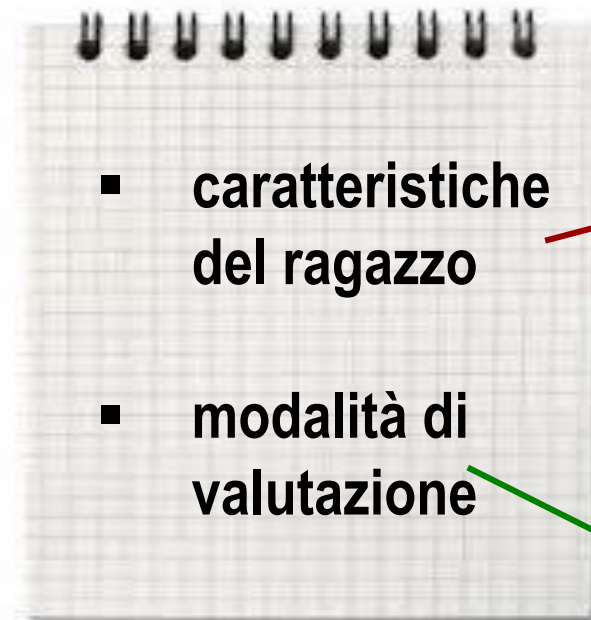 ▪ caratteristiche
del ragazzo
▪ modalità di
valutazione